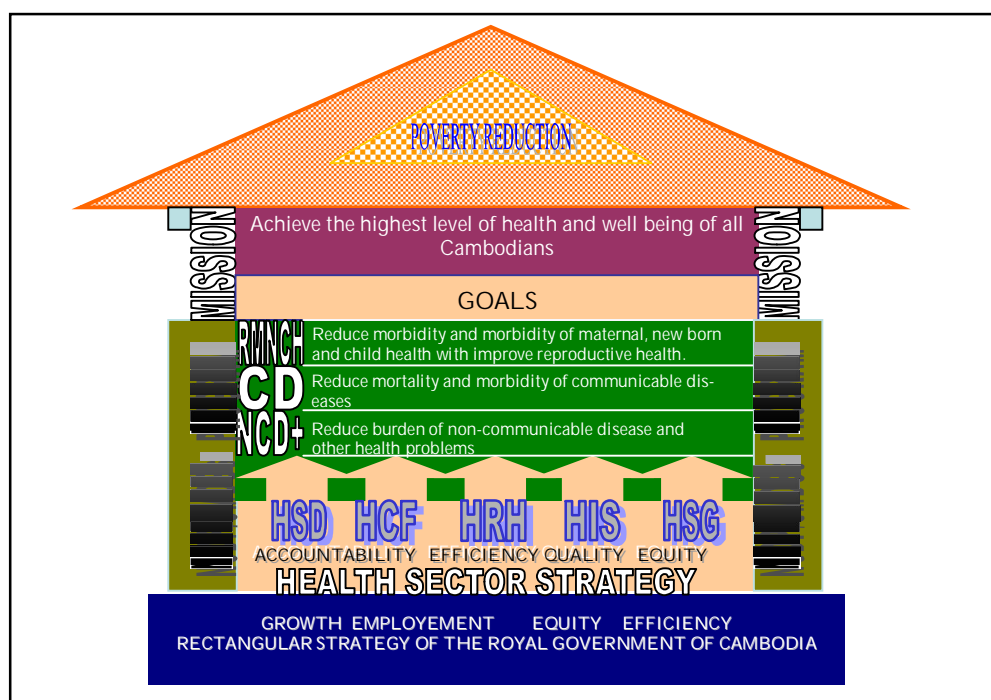 POVERTY REDUCTION
MISSION
Achieve the highest level of health and well being of all
Cambodians
MISSION
GOALS
RMNCH
Reduce morbidity and morbidity of maternal, new born
and child health with improve reproductive health.
CD
Reduce mortality and morbidity of communicable dis-
eases
NCD+
Reduce burden of non-communicable disease and
other health problems
HSD HCF HRH HIS HSG
ACCOUNTABILITY EFFICIENCY QUALITY EQUITY
HEALTH SECTOR STRATEGY
GROWTH EMPLOYEMENT EQUITY EFFICIENCY
RECTANGULAR STRATEGY OF THE ROYAL GOVERNMENT OF CAMBODIA